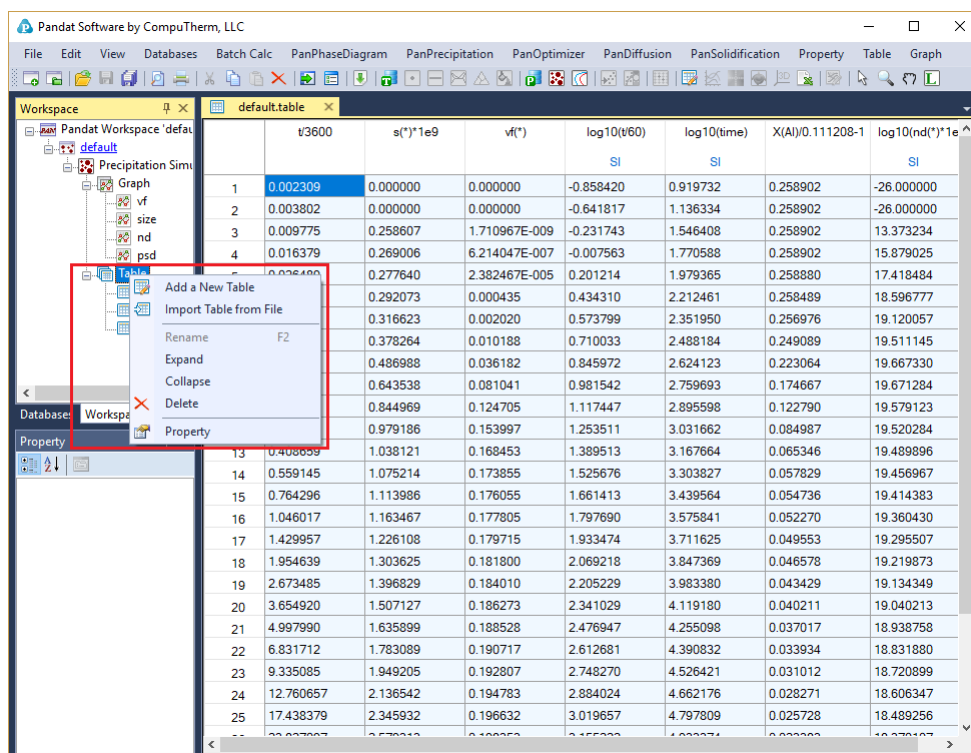 Pandat Software by CompuTherm, LLC
File Edit View Databases Batch Calc PanPhaseDiagram PanPrecipitation PanOptimizer PanDiffusion PanSolidification Property Table Graph
Workspace
default.table
Pandat Workspace 'defau
default
Precipitation Simu
Graph
vf
size
nd
psd
Table
Add a New Table
Import Table from File
Rename F2
Expand
Collapse
Delete
Property
Databases Workspa
Property
t/3600 s(*)*1e9 vf(*) log10(t/60) log10(time) X(Al)/0.111208-1 log10(nd(*)*1e
SI SI SI
1 0.002309 0.000000 0.000000 -0.858420 0.919732 0.258902 -26.000000
2 0.003802 0.000000 0.000000 -0.641817 1.136334 0.258902 -26.000000
3 0.009775 0.258607 1.710967E-009 -0.231743 1.546408 0.258902 13.373234
4 0.016379 0.269006 6.214047E-007 -0.007563 1.770588 0.258902 15.879025
0.277640 2.382467E-005 0.201214 1.979365 0.258880 17.418484
0.292073 0.000435 0.434310 2.212461 0.258489 18.596777
0.316623 0.002020 0.573799 2.351950 0.256976 19.120057
0.378264 0.010188 0.710033 2.488184 0.249089 19.511145
0.486988 0.036182 0.845972 2.624123 0.223064 19.667330
0.643538 0.081041 0.981542 2.759693 0.174667 19.671284
0.844969 0.124705 1.117447 2.895598 0.122790 19.579123
0.979186 0.153997 1.253511 3.031662 0.084987 19.520284
13 0.408659 1.038121 0.168453 1.389513 3.167664 0.065346 19.489896
14 0.559145 1.075214 0.173855 1.525676 3.303827 0.057829 19.456967
15 0.764296 1.113986 0.176055 1.661413 3.439564 0.054736 19.414383
16 1.046017 1.163467 0.177805 1.797690 3.575841 0.052270 19.360430
17 1.429957 1.226108 0.179715 1.933474 3.711625 0.049553 19.295507
18 1.954639 1.303625 0.181800 2.069218 3.847369 0.046578 19.219873
19 2.673485 1.396829 0.184010 2.205229 3.983380 0.043429 19.134349
20 3.654920 1.507127 0.186273 2.341029 4.119180 0.040211 19.040213
21 4.997990 1.635899 0.188528 2.476947 4.255098 0.037017 18.938758
22 6.831712 1.783089 0.190717 2.612681 4.390832 0.033934 18.831880
23 9.335085 1.949205 0.192807 2.748270 4.526421 0.031012 18.720899
24 12.760657 2.136542 0.194783 2.884024 4.662176 0.028271 18.606347
25 17.438379 2.345932 0.196632 3.019657 4.797809 0.025728 18.489256